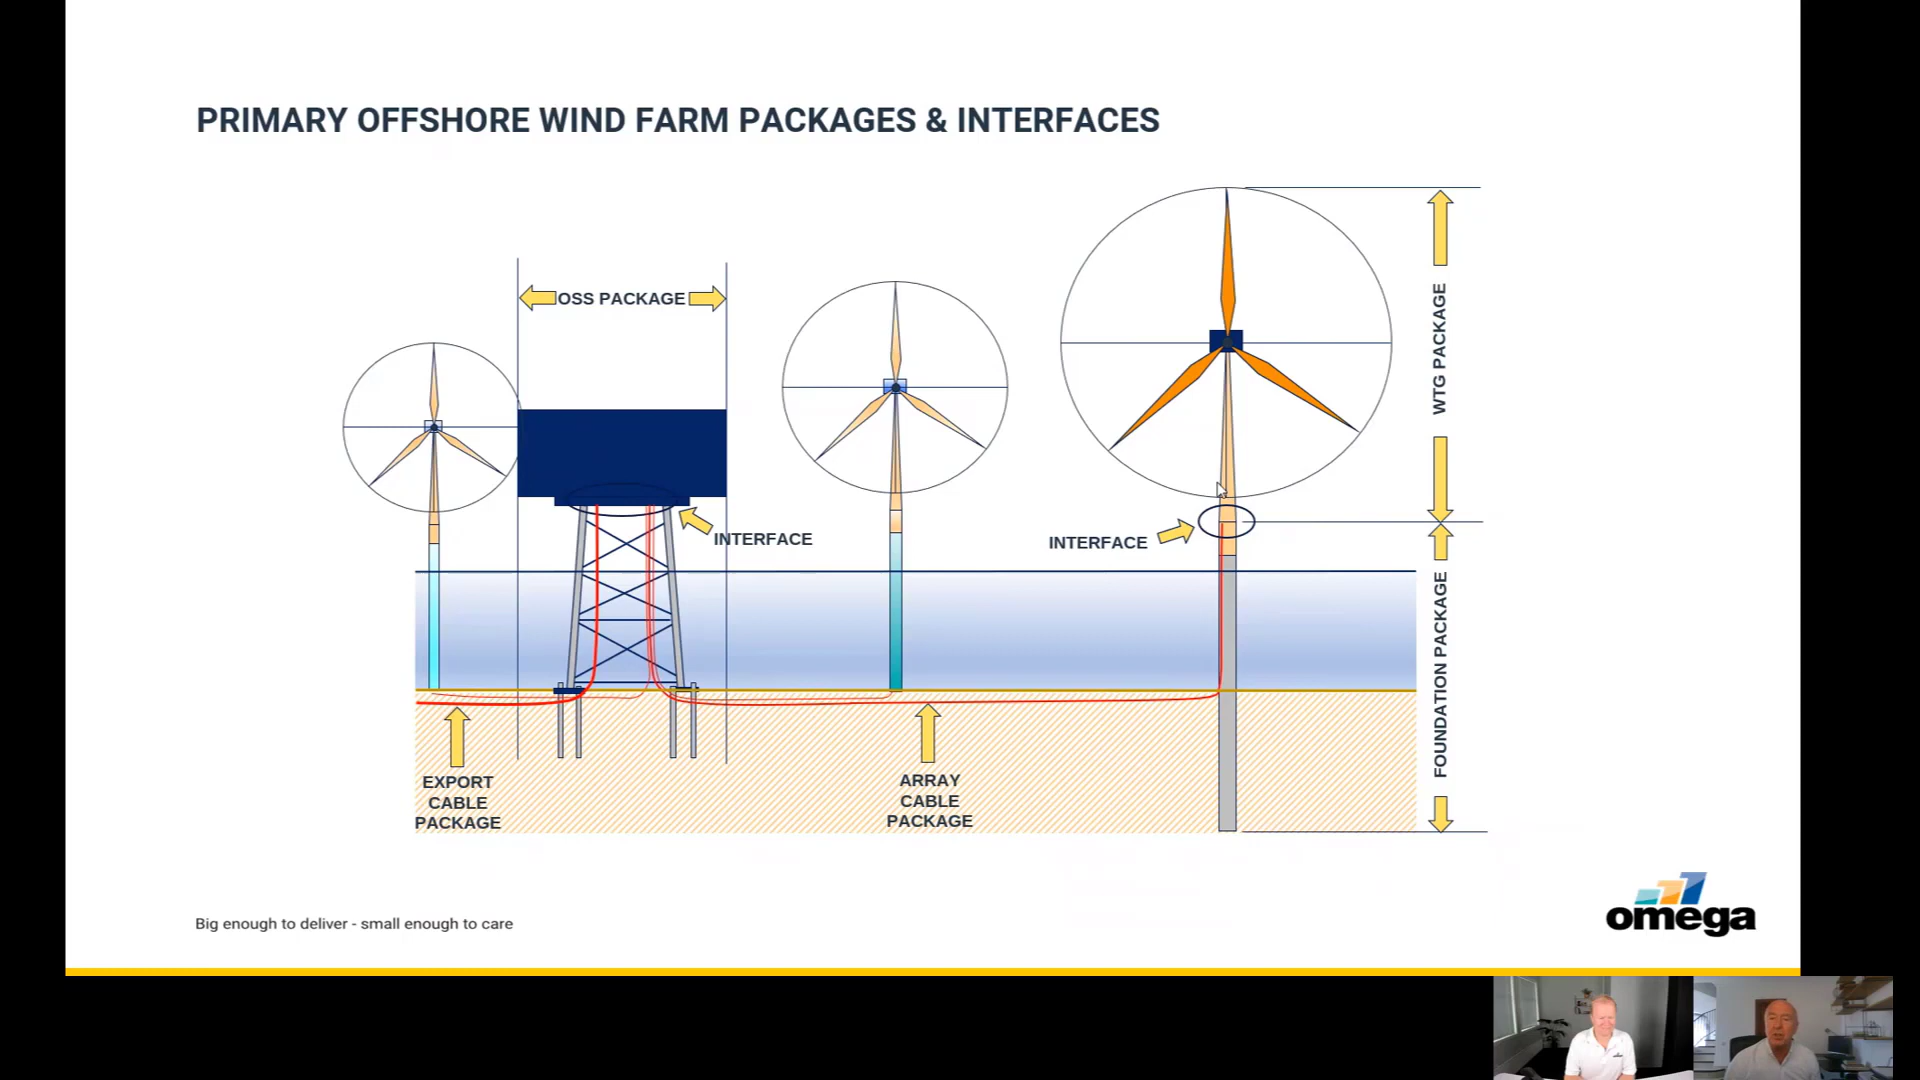 PRIMARY OFFSHORE WIND FARM PACKAGES & INTERFACES
OSS PACKAGE
WTG PACKAGE
INTERFACE
INTERFACE
FOUNDATION PACKAGE
EXPORT
CABLE
PACKAGE
ARRAY
CABLE
PACKAGE
Big enough to deliver - small enough to care
omega